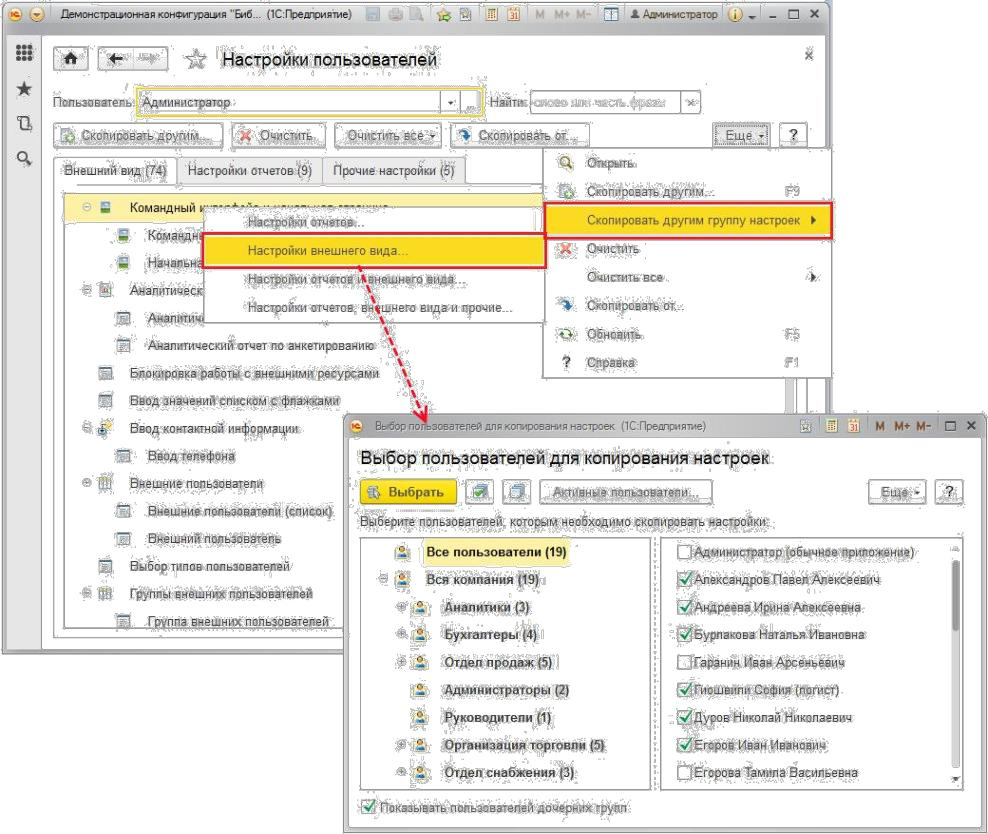 Демонстрационная конфигурация "Биб... (1С:Предприятие)
M M+ M-
Администратор
Настройки пользователей
Пользователь: Администратор
Найти: слово или часть фразы
Скопировать другим... Очистить Очистить все Скопировать от... Еще ?
Внешний вид (74) Настройки отчетов (9) Прочие настройки (5)
Открыть
Скопировать другим... F9
Скопировать другим группу настроек
Очистить
Очистить все
Скопировать от...
Обновить F5
? Справка F1
Настройки отчетов...
Настройки внешнего вида...
Настройки отчетов и внешнего вида...
Настройки отчетов, внешнего вида и прочие...
Командный интерфейс и начальная страница
Командн
Начальна
Аналитическ
Аналитич
Аналитический отчет по анкетированию
Блокировка работы с внешними ресурсами
Ввод значений списком с флажками
Ввод контактной информации
Ввод телефона
Внешние пользователи
Внешние пользователи (список)
Внешний пользователь
Выбор типов пользователей
Группы внешних пользователей
Группа внешних пользователей
Выбор пользователей для копирования настроек (1С:Предприятие)
M M+ M-
Выбор пользователей для копирования настроек
Выбрать Активные пользователи... Еще ?
Выберите пользователей, которым необходимо скопировать настройки:
Все пользователи (19)
Вся компания (19)
Аналитики (3)
Бухгалтеры (4)
Отдел продаж (5)
Администраторы (2)
Руководители (1)
Организация торговли (5)
Отдел снабжения (3)
Администратор (обычное приложение)
Александров Павел Алексеевич
Андреева Ирина Алексеевна
Бурлакова Наталья Ивановна
Гаранин Иван Арсеньевич
Гиошвили София (логист)
Дуров Николай Николаевич
Егоров Иван Иванович
Егорова Тамила Васильевна
Показывать пользователей дочерних групп